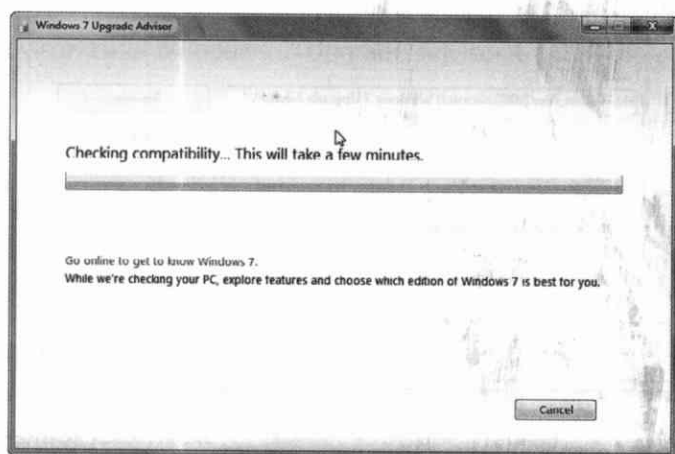 Windows 7 Upgrade Advisor
Checking compatibility... This will take a few minutes.
Go online to get to know Windows 7.
While we're checking your PC, explore features and choose which edition of Windows 7 is best for you.
Cancel